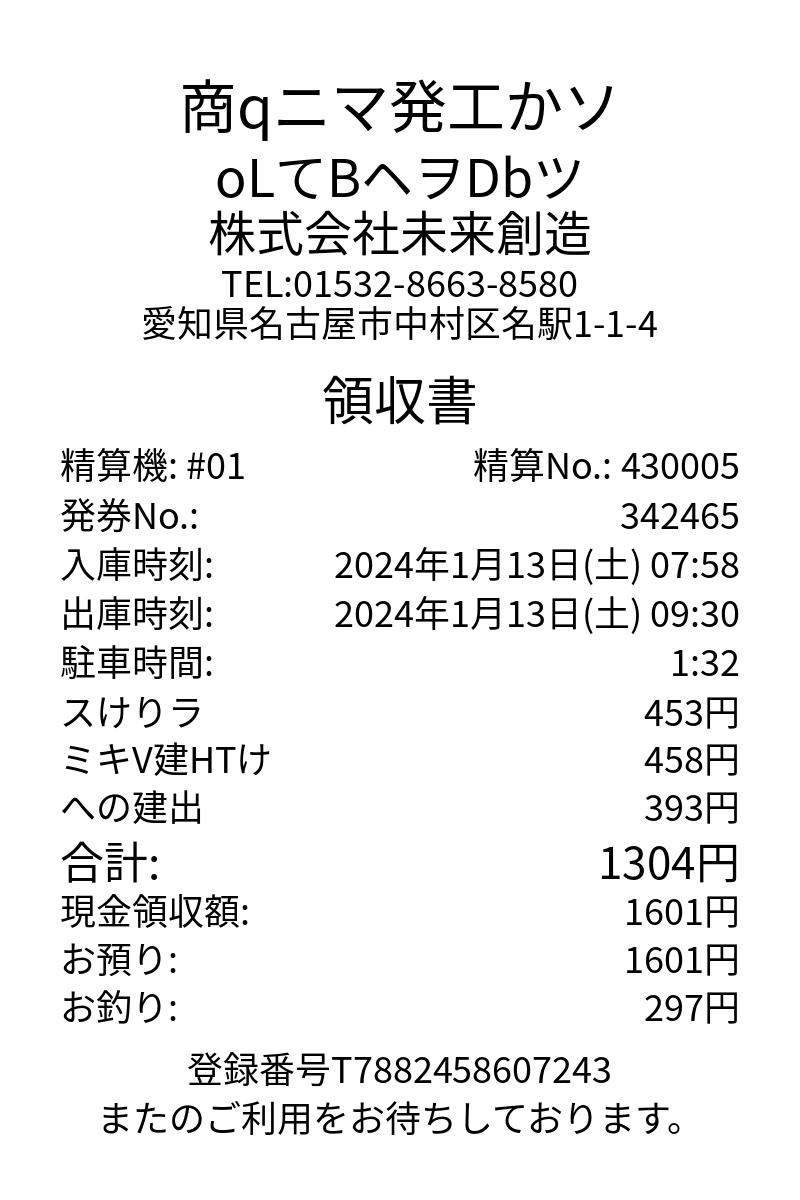 商qニマ発工かソ
oLてBヘヲDbツ
株式会社未来創造
TEL:01532-8663-8580
愛知県名古屋市中村区名駅1-1-4
領収書
精算機: #01 精算No.: 430005
発券No.: 342465
入庫時刻: 2024年1月13日(土) 07:58
出庫時刻: 2024年1月13日(土) 09:30
駐車時間: 1:32
スけりラ 453円
ミキV建HTけ 458円
への建出 393円
合計: 1304円
現金領収額: 1601円
お預り: 1601円
お釣り: 297円
登録番号T7882458607243
またのご利用をお待ちしております。